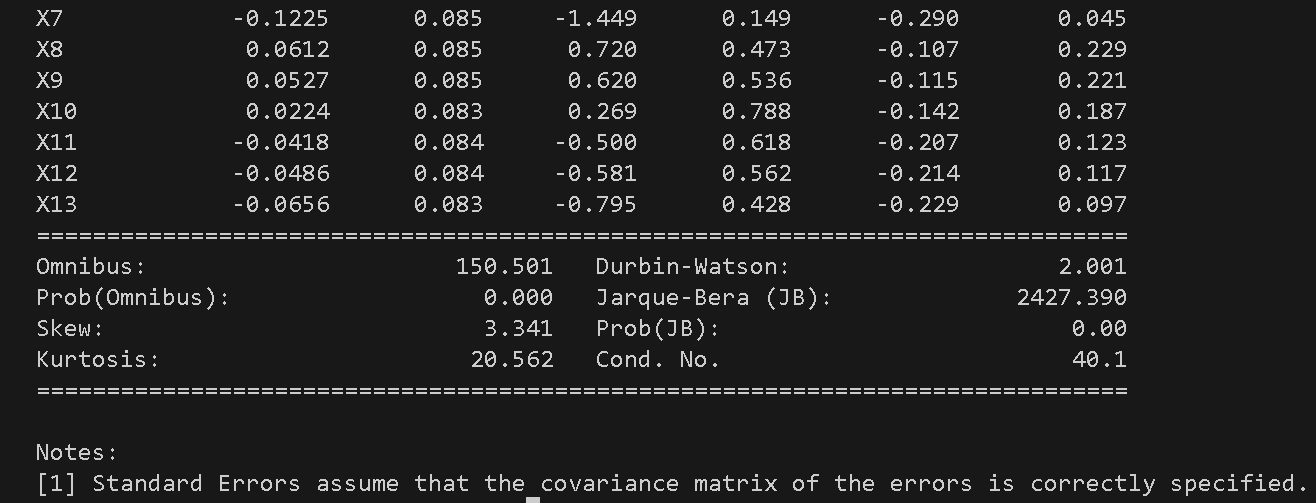 X7 -0.1225 0.085 -1.449 0.149 -0.290 0.045
X8 0.0612 0.085 0.720 0.473 -0.107 0.229
X9 0.0527 0.085 0.620 0.536 -0.115 0.221
X10 0.0224 0.083 0.269 0.788 -0.142 0.187
X11 -0.0418 0.084 -0.500 0.618 -0.207 0.123
X12 -0.0486 0.084 -0.581 0.562 -0.214 0.117
X13 -0.0656 0.083 -0.795 0.428 -0.229 0.097
==============================================================================
Omnibus: 150.501 Durbin-Watson: 2.001
Prob(Omnibus): 0.000 Jarque-Bera (JB): 2427.390
Skew: 3.341 Prob(JB): 0.00
Kurtosis: 20.562 Cond. No. 40.1
==============================================================================
Notes:
[1] Standard Errors assume that the covariance matrix of the errors is correctly specified.